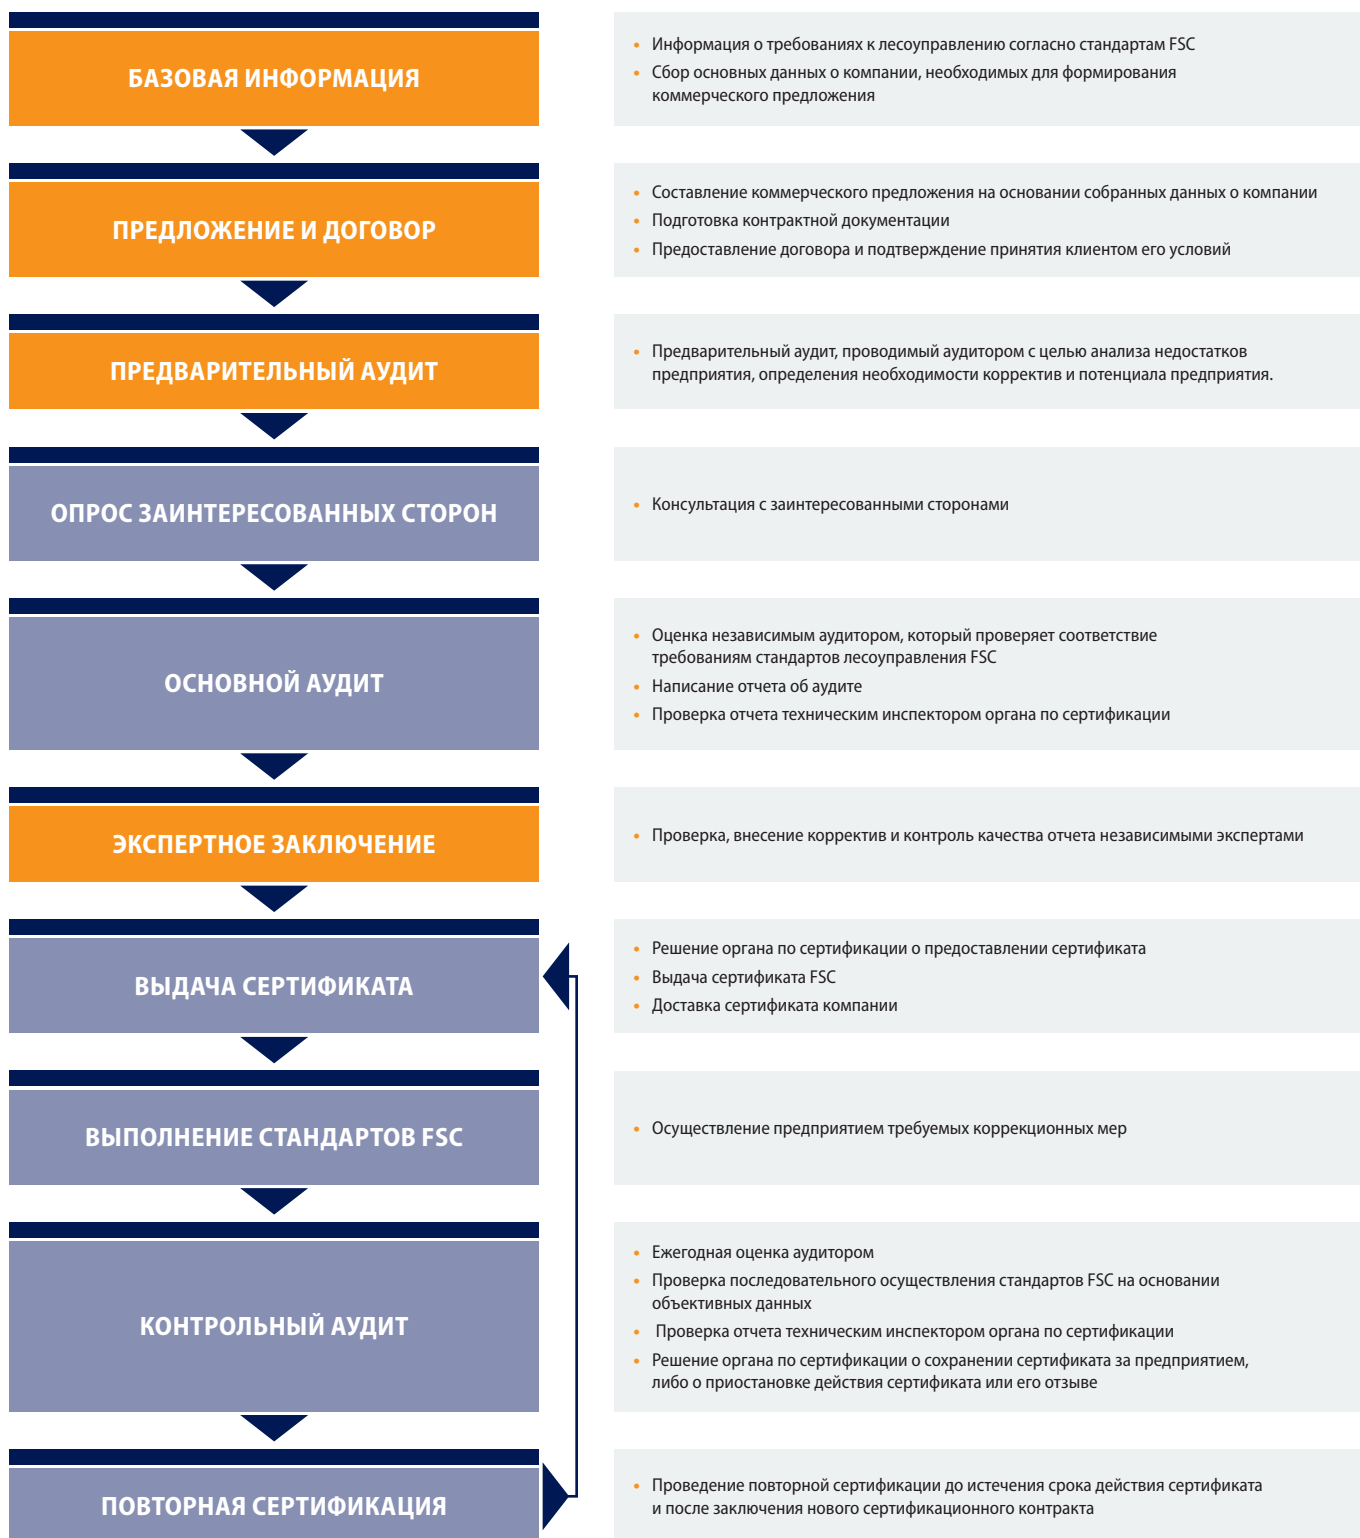 БАЗОВАЯ ИНФОРМАЦИЯ
• Информация о требованиях к лесоуправлению согласно стандартам FSC
• Сбор основных данных о компании, необходимых для формирования
коммерческого предложения
ПРЕДЛОЖЕНИЕ И ДОГОВОР
• Составление коммерческого предложения на основании собранных данных о компании
• Подготовка контрактной документации
• Предоставление договора и подтверждение принятия клиентом его условий
ПРЕДВАРИТЕЛЬНЫЙ АУДИТ
• Предварительный аудит, проводимый аудитором с целью анализа недостатков
предприятия, определения необходимости корректив и потенциала предприятия.
ОПРОС ЗАИНТЕРЕСОВАННЫХ СТОРОН
• Консультация с заинтересованными сторонами
ОСНОВНОЙ АУДИТ
• Оценка независимым аудитором, который проверяет соответствие
требованиям стандартов лесоуправления FSC
• Написание отчета об аудите
• Проверка отчета техническим инспектором органа по сертификации
ЭКСПЕРТНОЕ ЗАКЛЮЧЕНИЕ
• Проверка, внесение корректив и контроль качества отчета независимыми экспертами
ВЫДАЧА СЕРТИФИКАТА
• Решение органа по сертификации о предоставлении сертификата
• Выдача сертификата FSC
• Доставка сертификата компании
ВЫПОЛНЕНИЕ СТАНДАРТОВ FSC
• Осуществление предприятием требуемых коррекционных мер
КОНТРОЛЬНЫЙ АУДИТ
• Ежегодная оценка аудитором
• Проверка последовательного осуществления стандартов FSC на основании
объективных данных
• Проверка отчета техническим инспектором органа по сертификации
• Решение органа по сертификации о сохранении сертификата за предприятием,
либо о приостановке действия сертификата или его отзыве
ПОВТОРНАЯ СЕРТИФИКАЦИЯ
• Проведение повторной сертификации до истечения срока действия сертификата
и после заключения нового сертификационного контракта